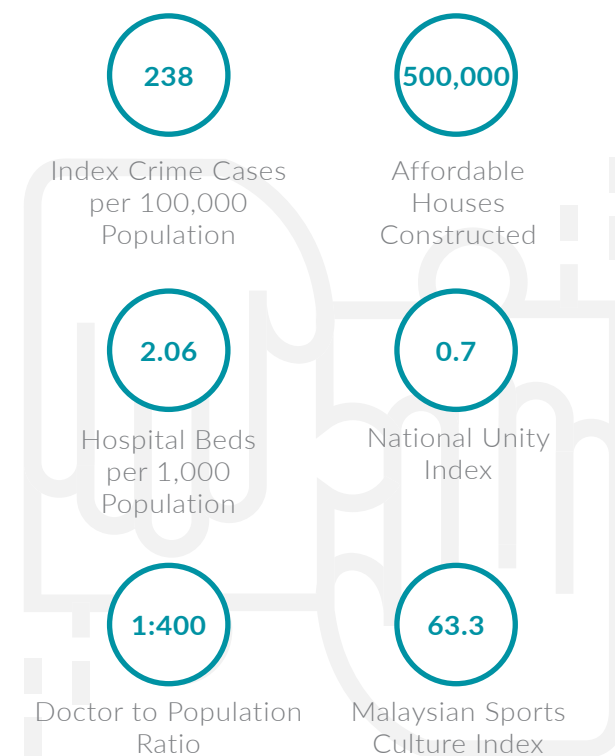 238
Index Crime Cases
per 100,000
Population
500,000
Affordable
Houses
Constructed
2.06
Hospital Beds
per 1,000
Population
0.7
National Unity
Index
1:400
Doctor to Population
Ratio
63.3
Malaysian Sports
Culture Index